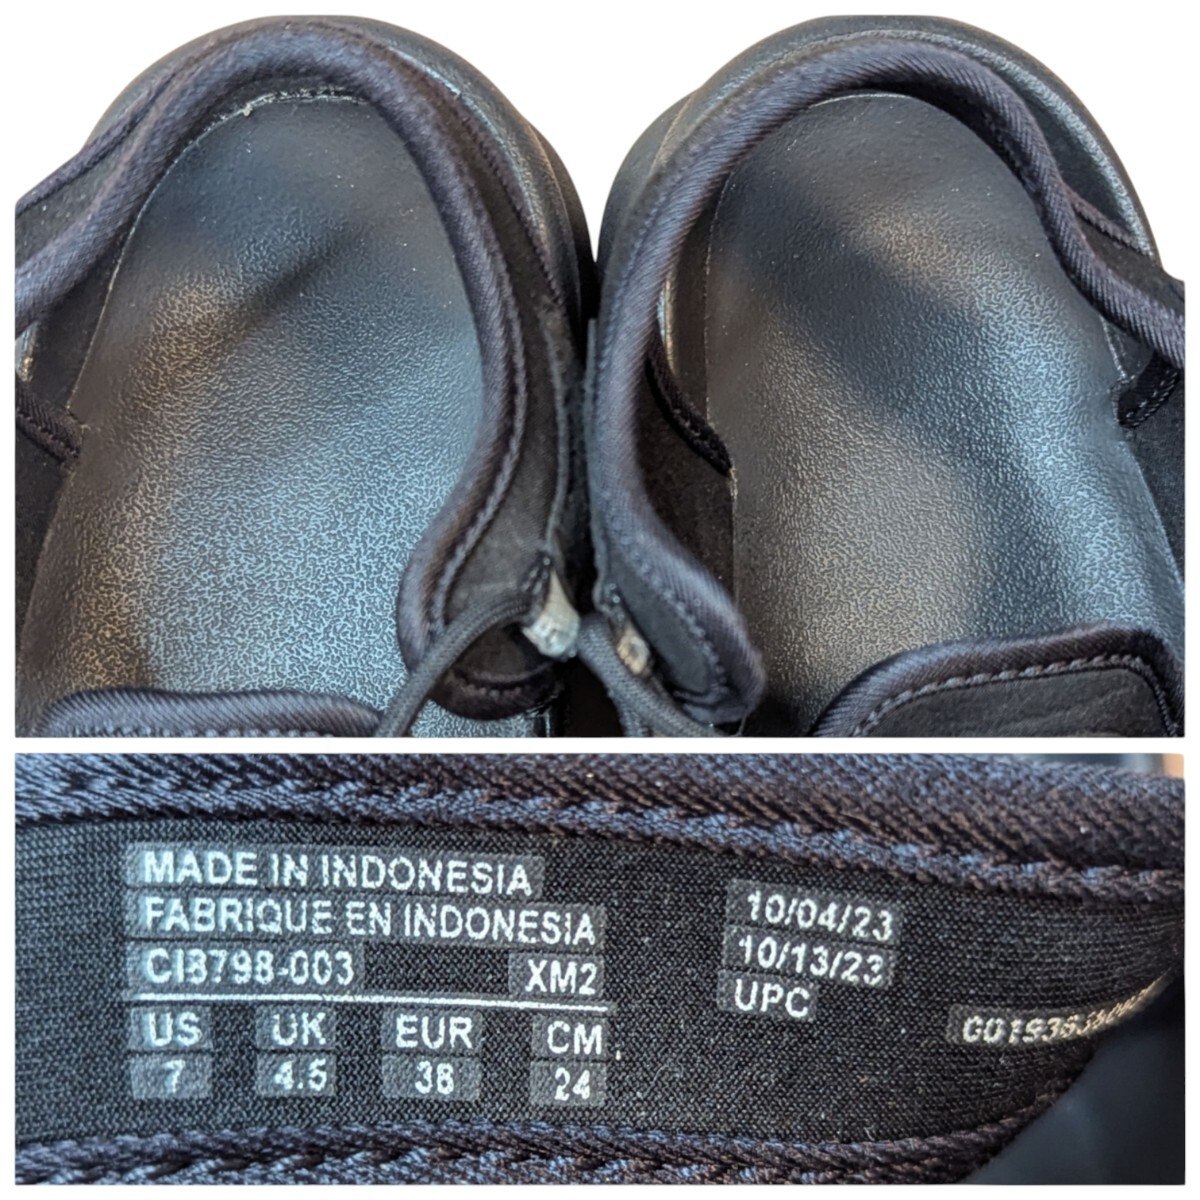 MADE IN INDONESIA
FABRIQUE EN INDONESIA
CI8798-003 XM2
US UK EUR CM
7 4.5 38 24
10/04/23
10/13/23
UPC